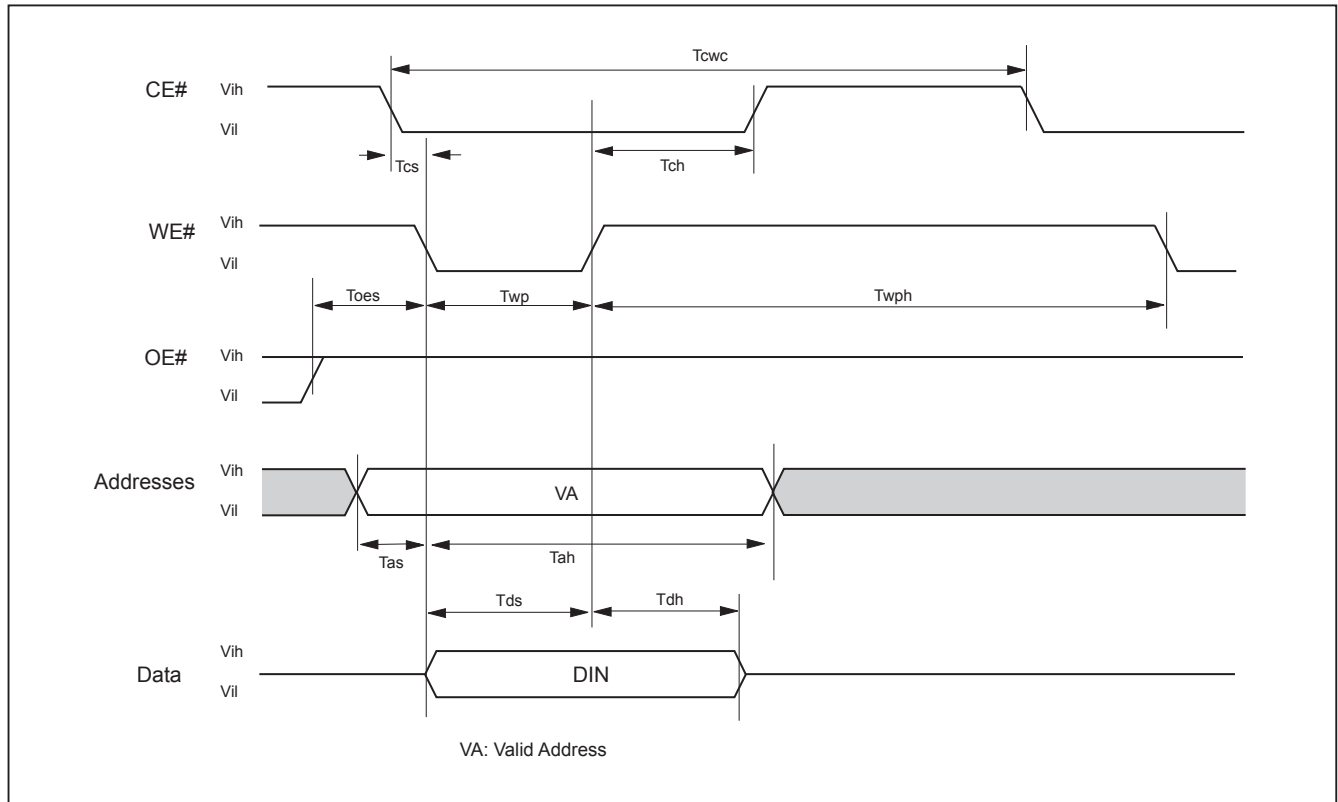 Tcwc
CE#
Vih
Vil
Tcs
Tch
WE#
Vih
Vil
Toes
Twp
Twph
OE#
Vih
Vil
Addresses
Vih
Vil
VA
Tas
Tah
Tds
Tdh
Data
Vih
Vil
DIN
VA: Valid Address